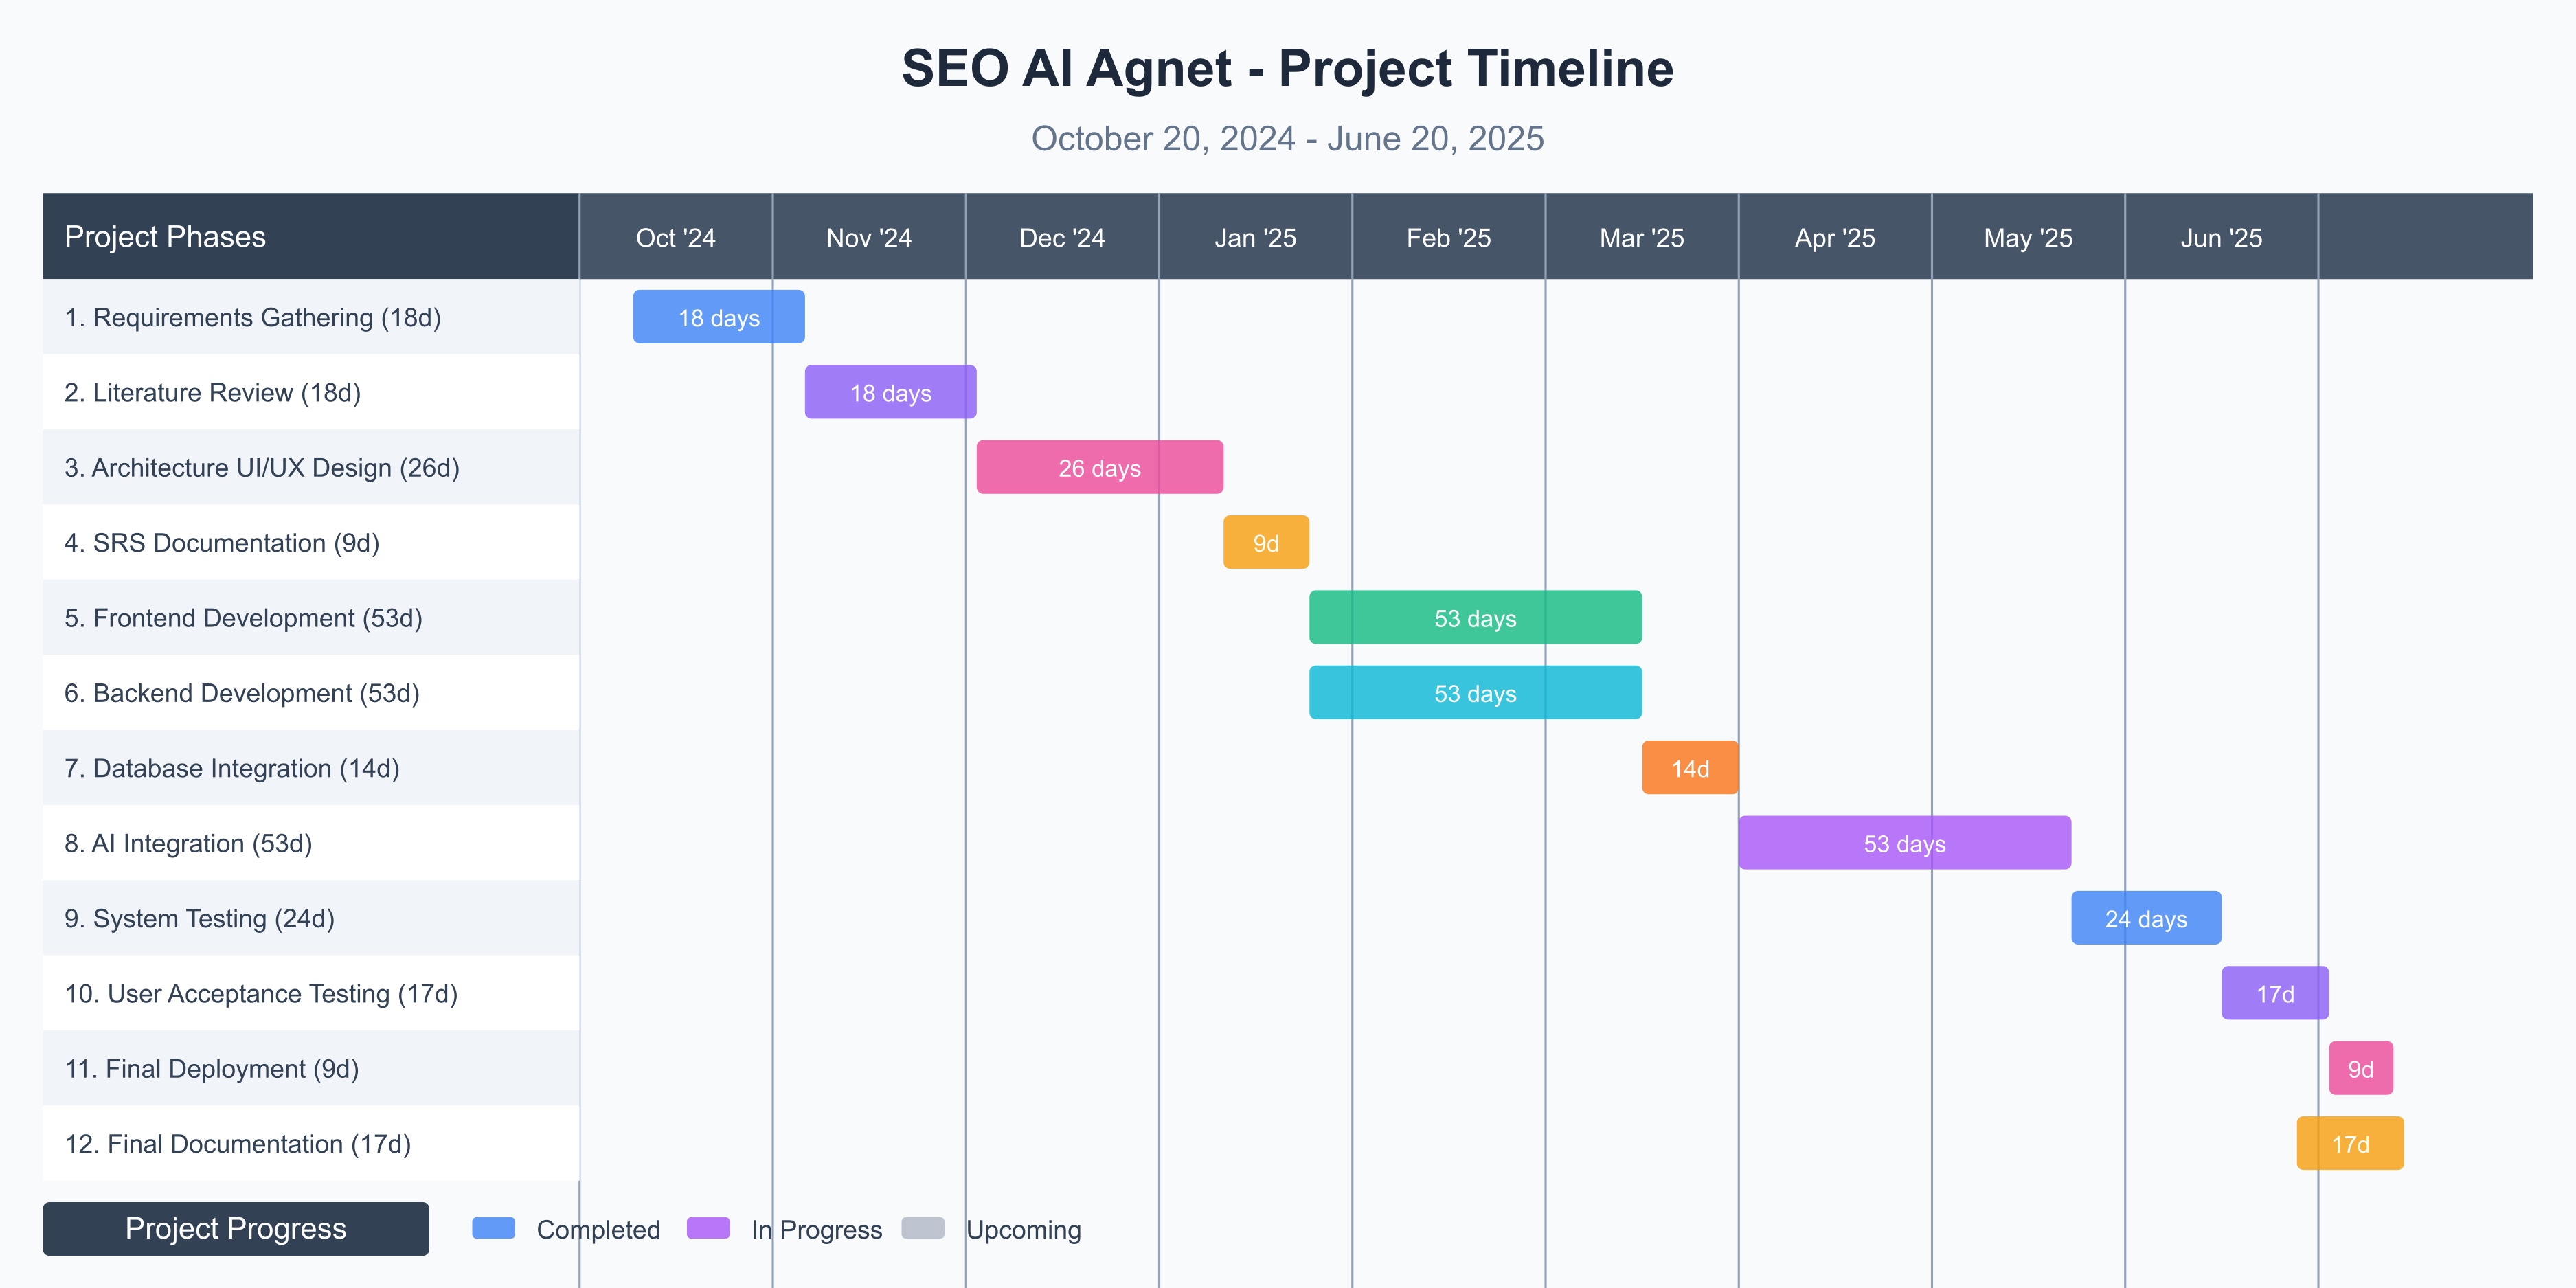 SEO AI Agnet - Project Timeline
October 20, 2024 - June 20, 2025
Project Phases Oct '24 Nov '24 Dec '24 Jan '25 Feb '25 Mar '25 Apr '25 May '25 Jun '25
1. Requirements Gathering (18d) 18 days
2. Literature Review (18d) 18 days
3. Architecture UI/UX Design (26d) 26 days
4. SRS Documentation (9d) 9d
5. Frontend Development (53d) 53 days
6. Backend Development (53d) 53 days
7. Database Integration (14d) 14d
8. AI Integration (53d) 53 days
9. System Testing (24d) 24 days
10. User Acceptance Testing (17d) 17d
11. Final Deployment (9d) 9d
12. Final Documentation (17d) 17d
Project Progress Completed In Progress Upcoming